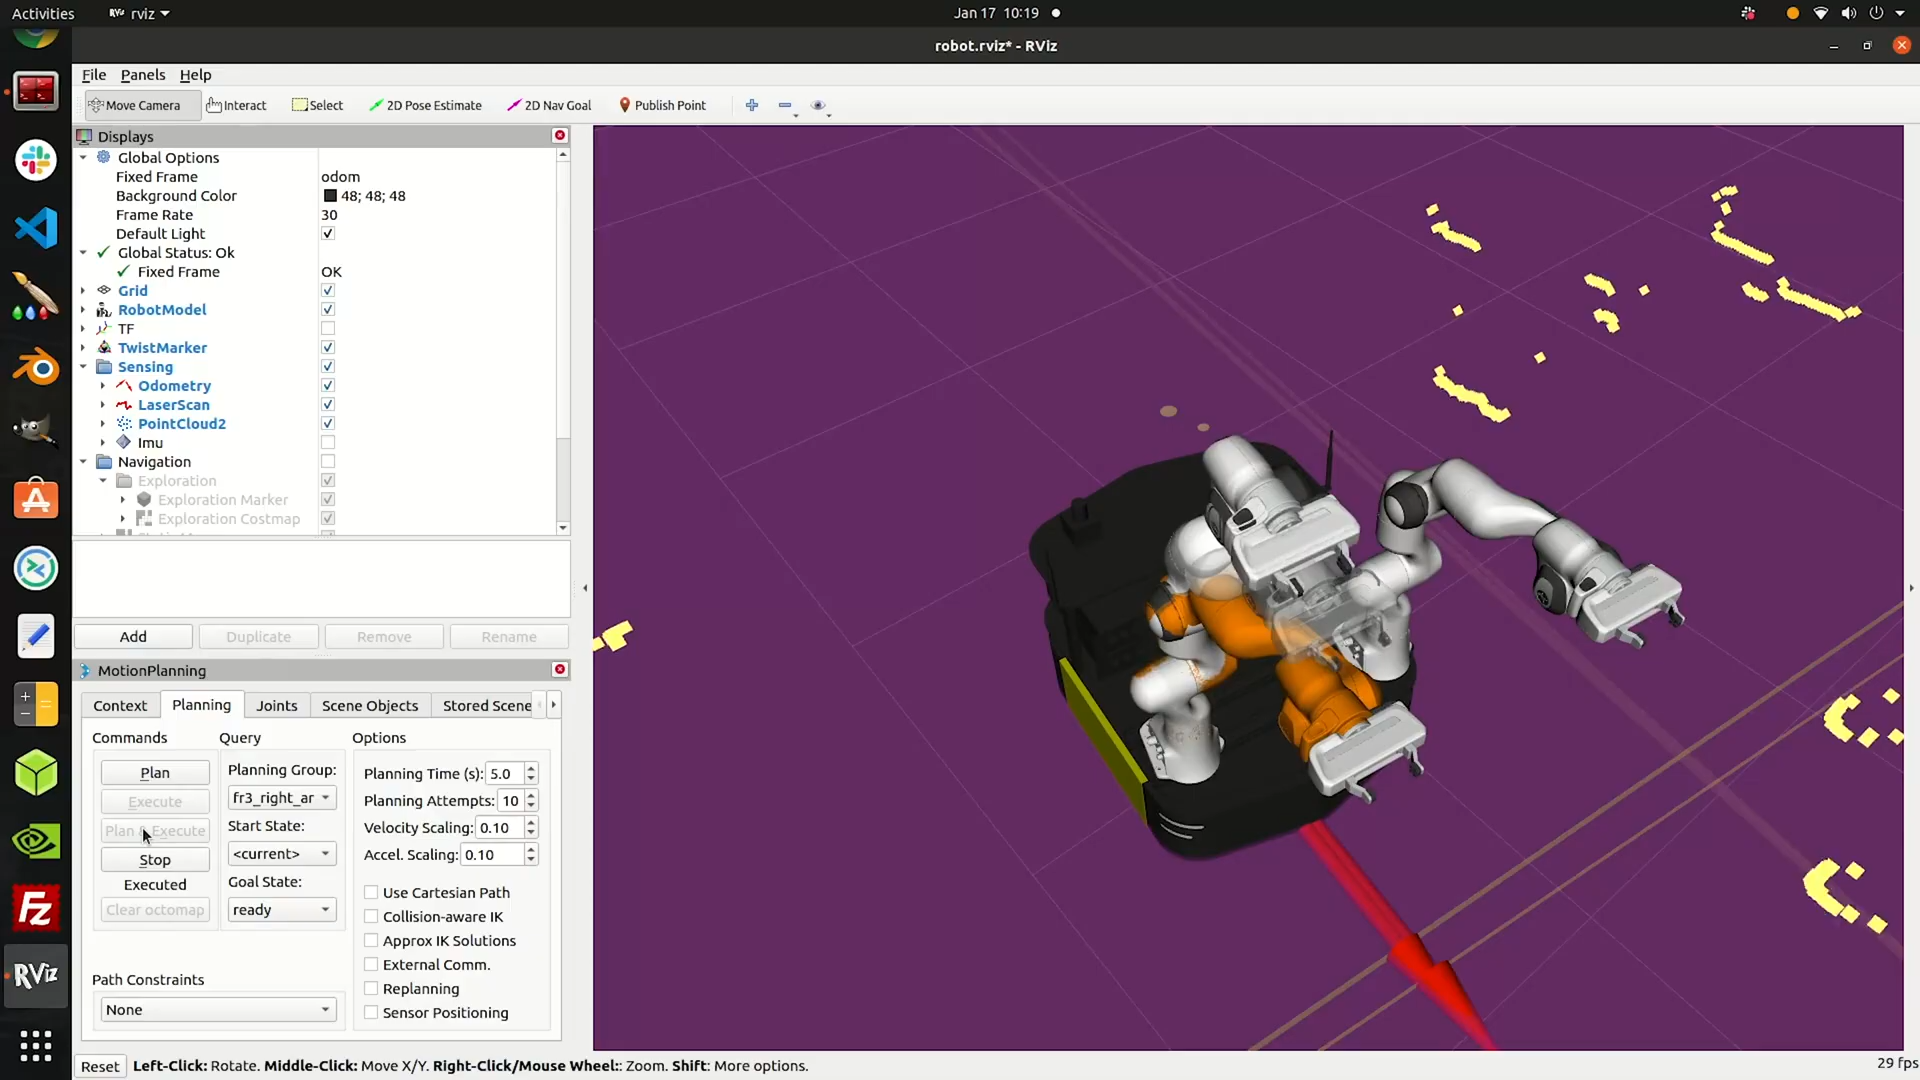 Activities
RViz rviz
Jan 17 10:19
robot.rviz* - RViz
File Panels Help
Move Camera Interact Select 2D Pose Estimate 2D Nav Goal Publish Point
Displays
Global Options
Fixed Frame odom
Background Color 48; 48; 48
Frame Rate 30
Default Light
Global Status: Ok
Fixed Frame OK
Grid
RobotModel
TF
TwistMarker
Sensing
Odometry
LaserScan
PointCloud2
Imu
Navigation
Exploration
Exploration Marker
Exploration Costmap
Add Duplicate Remove Rename
MotionPlanning
Context Planning Joints Scene Objects Stored Scene
Commands Query Options
Plan
Execute
Plan & Execute
Stop
Executed
Clear octomap
Planning Group:
fr3_right_ar
Start State:
<current>
Goal State:
ready
Planning Time (s): 5.0
Planning Attempts: 10
Velocity Scaling: 0.10
Accel. Scaling: 0.10
Use Cartesian Path
Collision-aware IK
Approx IK Solutions
External Comm.
Replanning
Sensor Positioning
Path Constraints
None
Fz
RViz
Reset Left-Click: Rotate. Middle-Click: Move X/Y. Right-Click/Mouse Wheel:: Zoom. Shift: More options.
29 fps